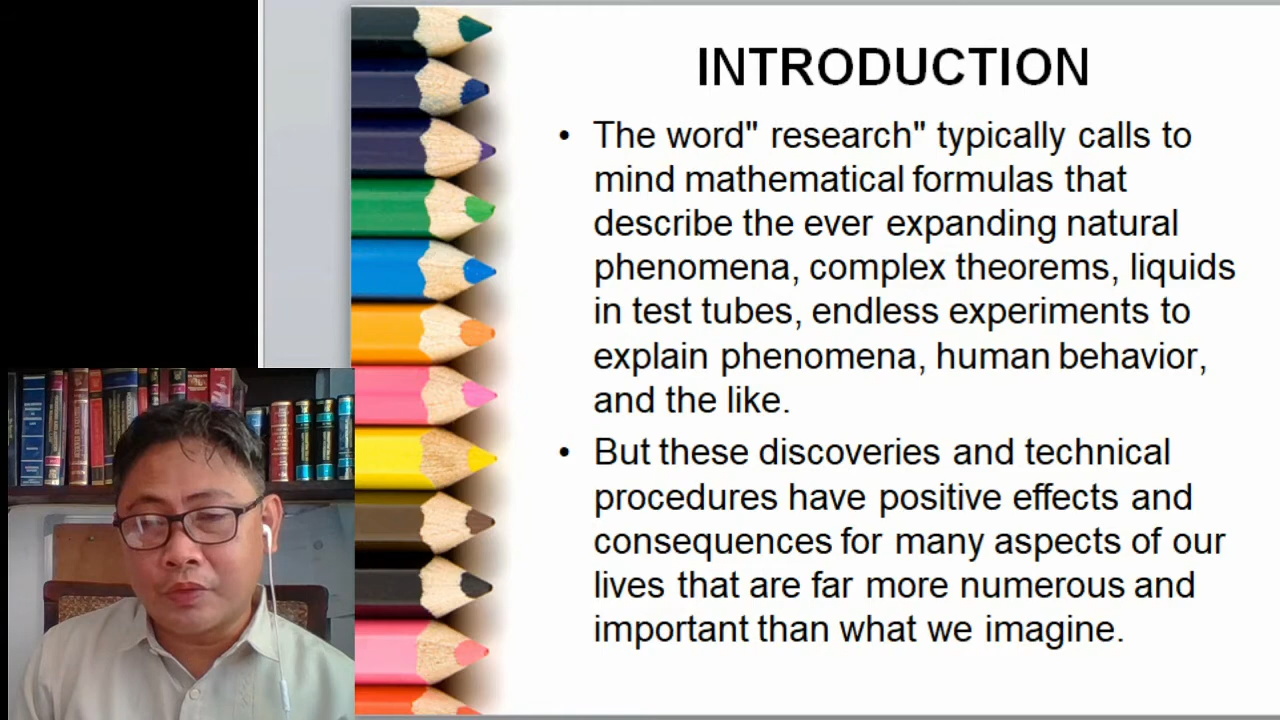 INTRODUCTION
• The word" research" typically calls to
mind mathematical formulas that
describe the ever expanding natural
phenomena, complex theorems, liquids
in test tubes, endless experiments to
explain phenomena, human behavior,
and the like.
• But these discoveries and technical
procedures have positive effects and
consequences for many aspects of our
lives that are far more numerous and
important than what we imagine.